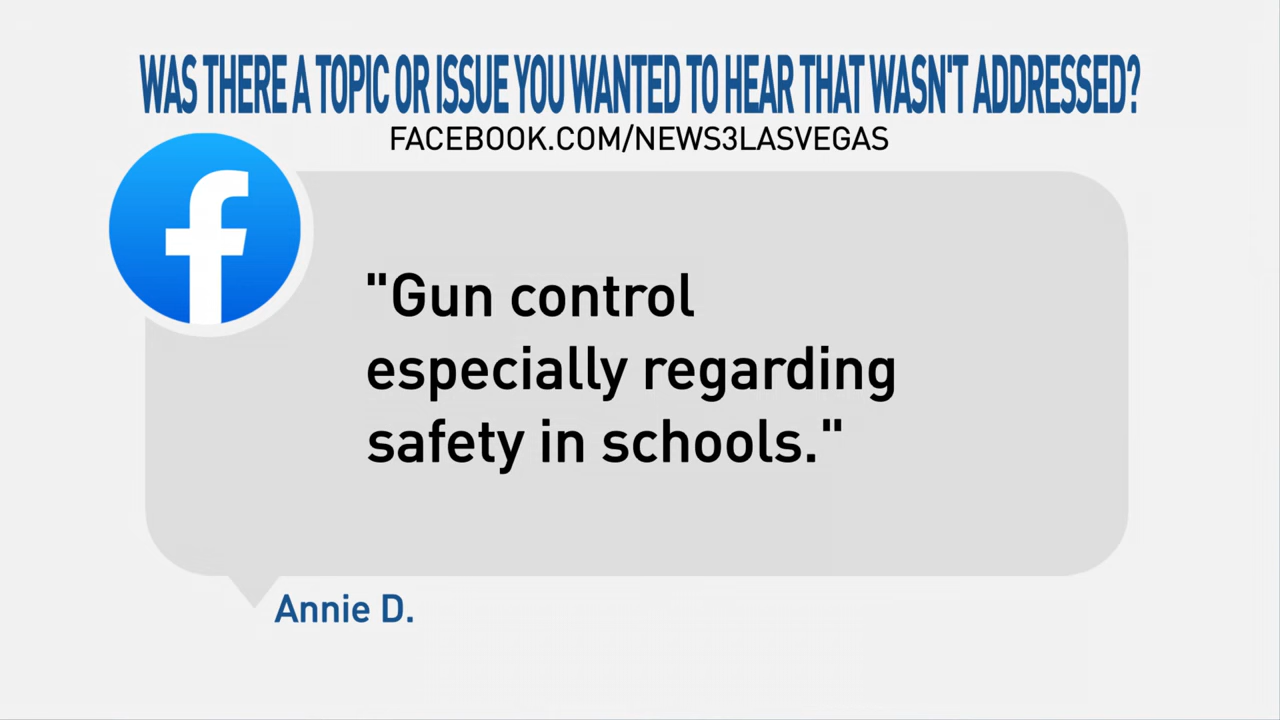 WAS THERE A TOPIC OR ISSUE YOU WANTED TO HEAR THAT WASN'T ADDRESSED?
FACEBOOK.COM/NEWS3LASVEGAS
f
"Gun control
especially regarding
safety in schools."
Annie D.